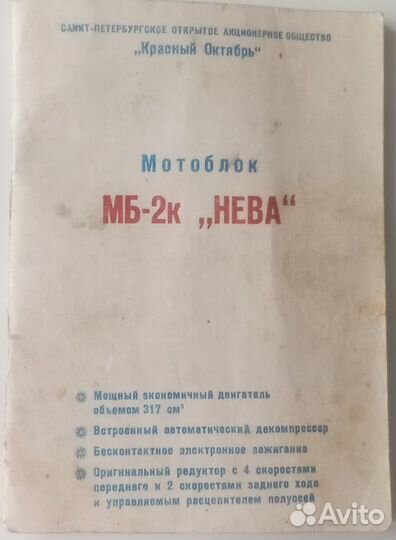 САНКТ-ПЕТЕРБУРГСКОЕ ОТКРЫТОЕ АКЦИОНЕРНОЕ ОБЩЕСТВО
„Красный Октябрь"
Мотоблок
МБ-2к „НЕВА“
Мощный экономичный двигатель
объемом 317 см³
Встроенный автоматический декомпрессор
Бесконтактное электронное зажигание
Оригинальный редуктор с 4 скоростями
переднего и 2 скоростями заднего хода
и управляемым расцепителем полуосей
Avito